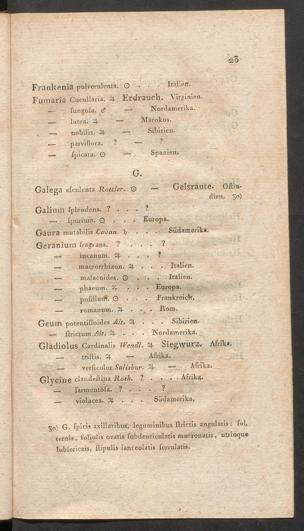 23
Frankenia pulverulenta. ☉ . . Italien.
Fumaria Cucullaria. ♃ Erdrauch. Virginien.
— fungosa. ♂ — Nordamerika.
— lutea. ♃ — Marokos.
— nobilis. ♃ — Sibirien.
— parviflora. ? — ?
— spicata. ☉ — Spanien.
G.
Galega esculenta Rottler. ☉ — Geisraute. Ostin-
dien. 30)
Galium splendens. ? . . . ?
— spurium. ☉ . . . Europa.
Gaura mutabilis Cavan. ♄ . . . . Südamerika.
Geranium fragrans. ? . . . ?
— incanum. ♃ . . . ?
— macrorrhizon. ♃ . . . Italien.
— malacoides. ☉ . . . Italien.
— phaeum. ♃ . . . Europa.
— pusillum. ☉ . . . Frankreich.
— romanum. ♃ . . . Rom.
Geum potentilloides Ait. ♃ . . . Sibirien.
— strictum Ait. ♃ . . . Nordamerika.
Gladiolus Cardinalis Wendl. ♃ Siegwurz. Afrika.
— tristis. ♃ — Afrika.
— versicolor Salisbur. ♃ — Afrika.
Glycine clandestina Roth. ? . . . Afrika.
— sarmentosa. ? . . . ?
— violacea. ♃ . . . Südamerika.
30) G. spicis axillaribus, leguminibus strictis angulatis: fol.
ternis, foliolis ovatis subdenticulatis mucronatis, utrinque
subsericeis, stipulis lanceolatis serrulatis.